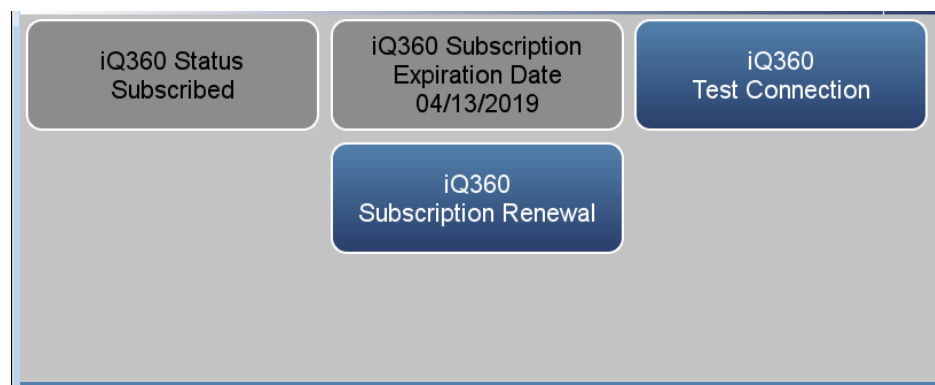 iQ360 Status
Subscribed
iQ360 Subscription
Expiration Date
04/13/2019
iQ360
Test Connection
iQ360
Subscription Renewal